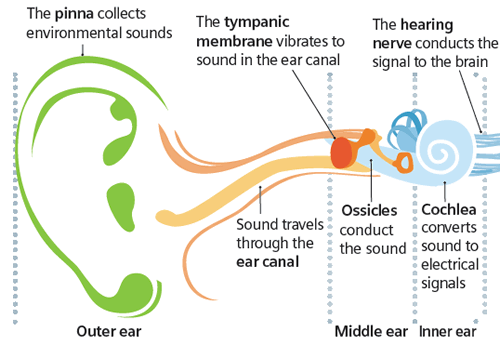 The pinna collects
environmental sounds
The tympanic
membrane vibrates to
sound in the ear canal
The hearing
nerve conducts the
signal to the brain
Sound travels
through the
ear canal
Ossicles
conduct
the sound
Cochlea
converts
sound to
electrical
signals
Outer ear
Middle ear
Inner ear